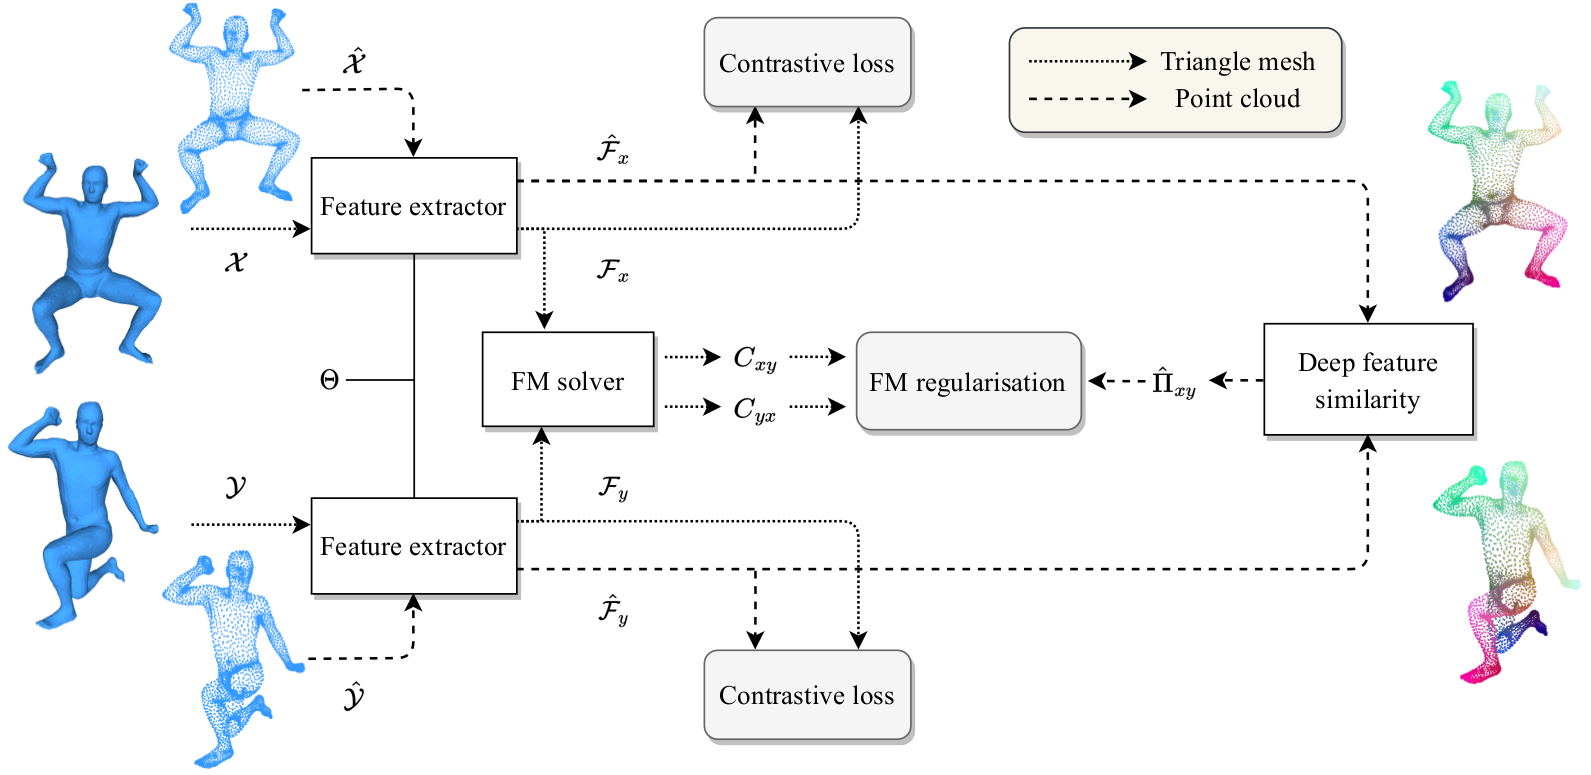 $\hat{\mathcal{X}}$
Contrastive loss
Triangle mesh
Point cloud
$\hat{\mathcal{F}}_x$
Feature extractor
$\mathcal{X}$
$\mathcal{F}_x$
Θ
FM solver
$C_{xy}$
$C_{yx}$
FM regularisation
$\hat{\Pi}_{xy}$
Deep feature
similarity
$\mathcal{Y}$
$\mathcal{F}_y$
Feature extractor
$\hat{\mathcal{F}}_y$
$\hat{\mathcal{Y}}$
Contrastive loss